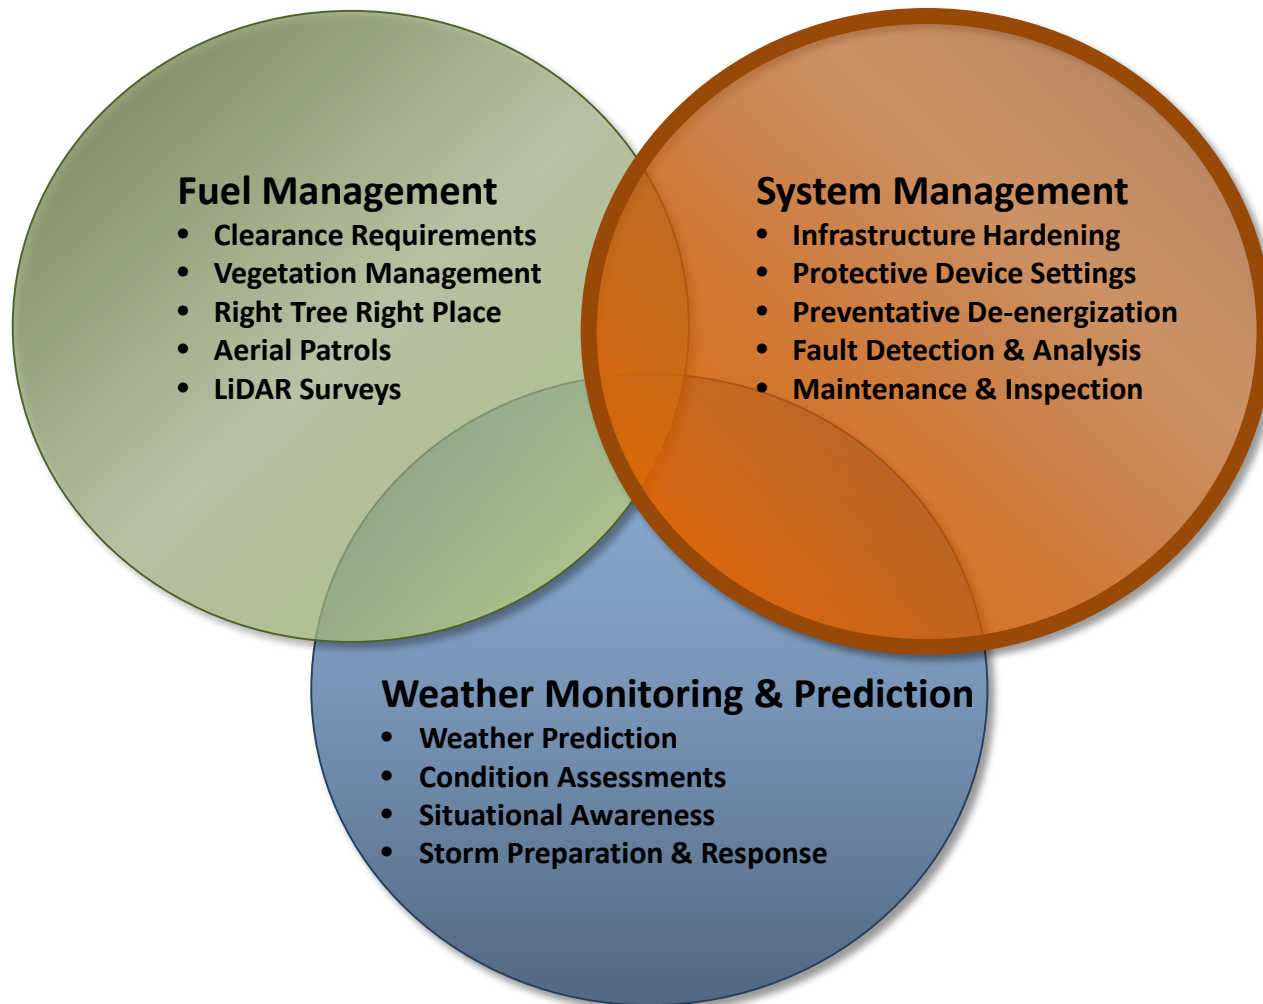 Fuel Management
• Clearance Requirements
• Vegetation Management
• Right Tree Right Place
• Aerial Patrols
• LiDAR Surveys
System Management
• Infrastructure Hardening
• Protective Device Settings
• Preventative De-energization
• Fault Detection & Analysis
• Maintenance & Inspection
Weather Monitoring & Prediction
• Weather Prediction
• Condition Assessments
• Situational Awareness
• Storm Preparation & Response